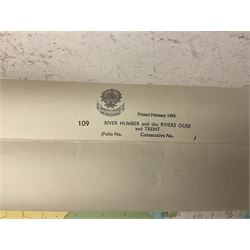 Printed February 1993
109 RIVER HUMBER and the RIVERS OUSE
and TRENT
(Folio No. Consecutive No. )